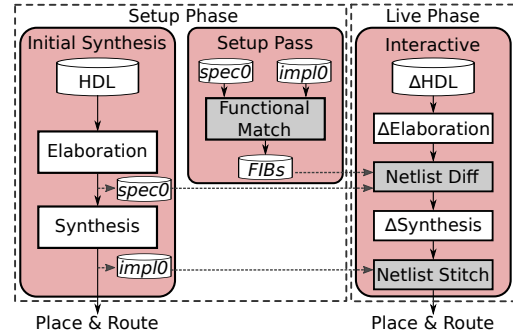 Setup Phase
Live Phase
Initial Synthesis
HDL
Elaboration
spec0
Synthesis
impl0
Place & Route
Setup Pass
spec0
impl0
Functional
Match
FIBs
Interactive
ΔHDL
ΔElaboration
Netlist Diff
ΔSynthesis
Netlist Stitch
Place & Route